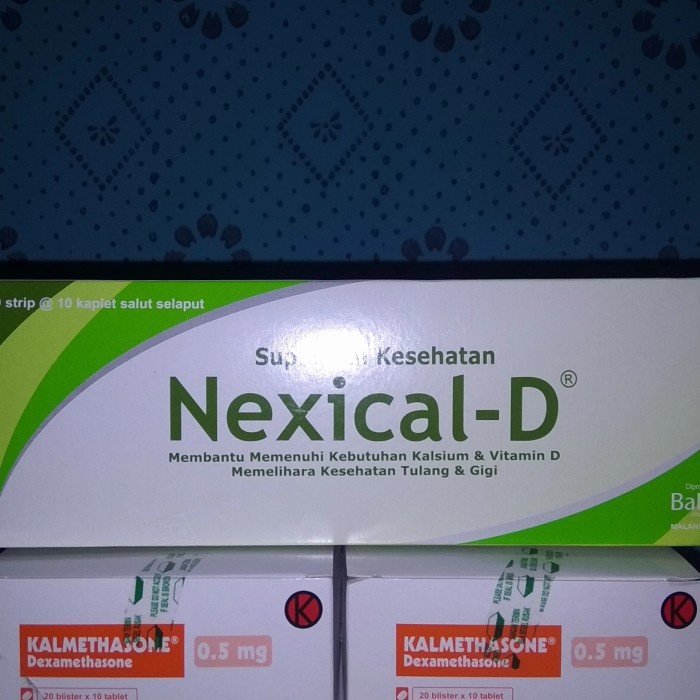 strip @ 10 kaplet salut selaput
Kesehatan
Nexical-D®
Membantu Memenuhi Kebutuhan Kalsium & Vitamin D
Memelihara Kesehatan Tulang & Gigi
MALANG
K
KALMETHASONE®
Dexamethasone
0.5 mg
20 blister x 10 tablet
K
KALMETHASONE®
Dexamethasone
0.5 mg
20 blister x 10 tablet